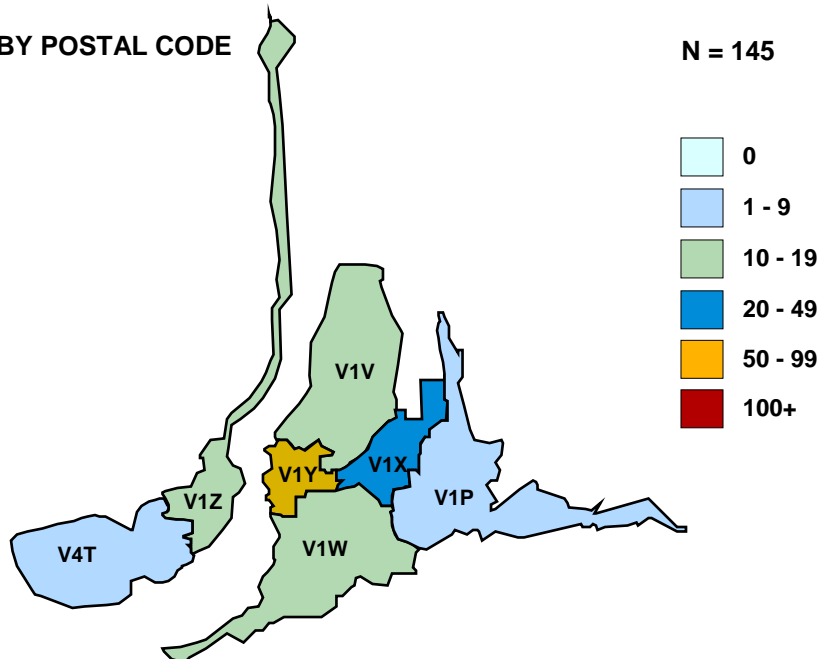 BY POSTAL CODE
N = 145
0
1 - 9
10 - 19
20 - 49
50 - 99
100+
V1V
V1Y
V1X
V1Z
V1P
V4T
V1W